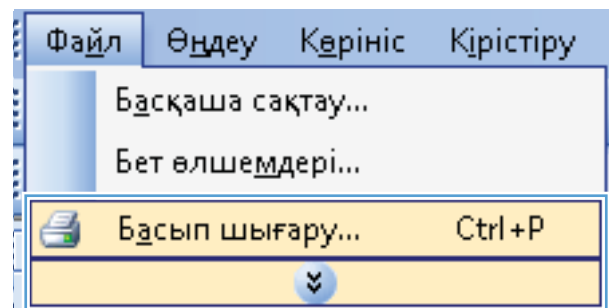 Файл Өңдеу Көрініс Кірістіру
Басқаша сақтау...
Бет өлшемдері...
Басып шығару... Ctrl+P